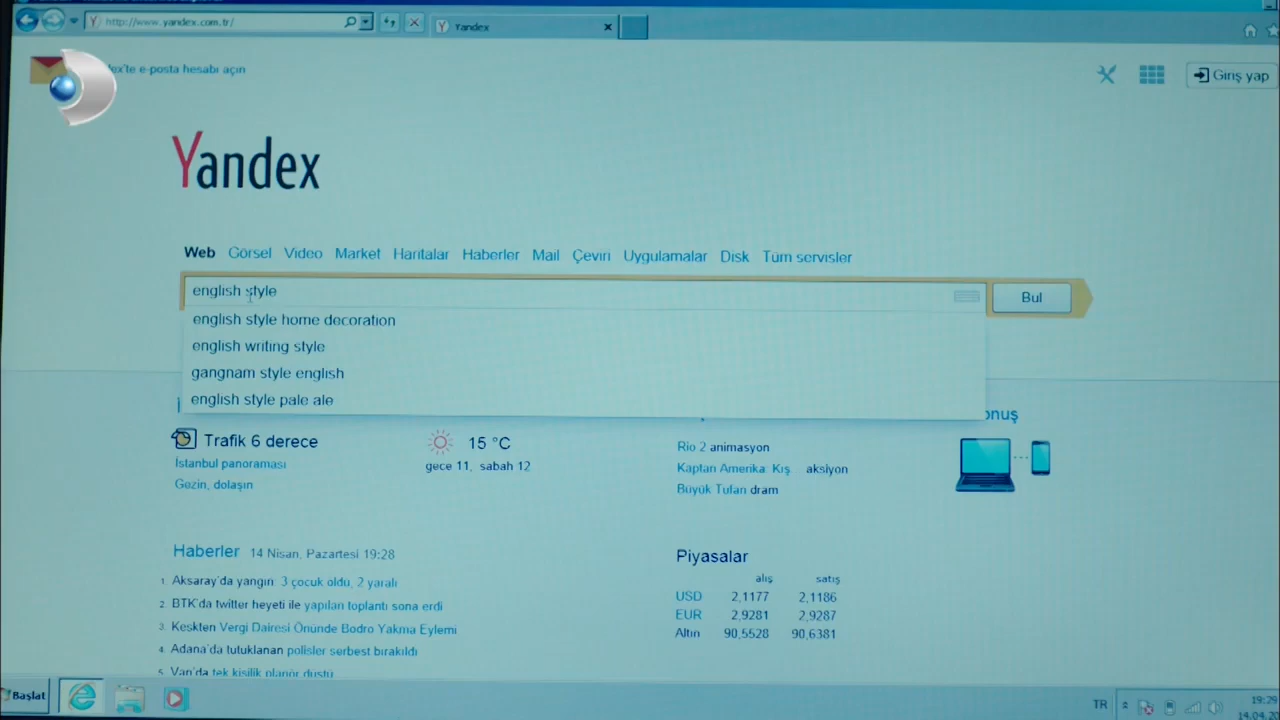 http://www.yandex.com.tr/
Yandex
ex'te e-posta hesabı açın
Giriş yap
Yandex
Web Görsel Video Market Haritalar Haberler Mail Çeviri Uygulamalar Disk Tüm servisler
english style
Bul
english style home decoration
english writing style
gangnam style english
english style pale ale
onuş
Trafik 6 derece
15 °C
İstanbul panoraması
gece 11, sabah 12
Gezin, dolaşın
Rio 2 animasyon
Kaptan Amerika: Kış. aksiyon
Büyük Tufan dram
Haberler 14 Nisan, Pazartesi 19:28
1. Aksaray'da yangın: 3 çocuk öldü, 2 yaralı
2. BTK'da twitter heyeti ile yapılan toplantı sona erdi
3. Keskten Vergi Dairesi Önünde Bodro Yakma Eylemi
4. Adana'da tutuklanan polisler serbest bırakıldı
5. Van'da tek kişilik planör düştü
Piyasalar
alış satış
USD 2,1177 2,1186
EUR 2,9281 2,9287
Altın 90,5528 90,6381
Başlat
TR
19:29
14.04.20